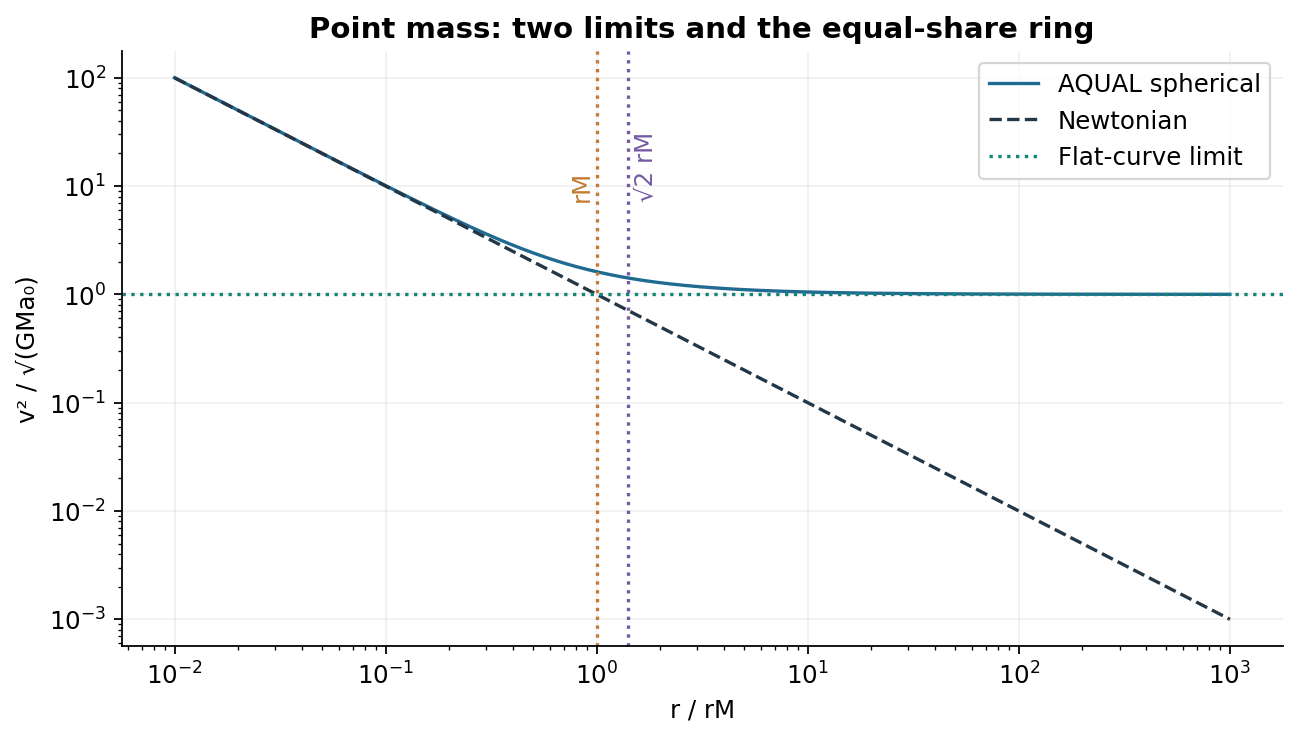 Point mass: two limits and the equal-share ring
AQUAL spherical
Newtonian
Flat-curve limit
rM
√2 rM
v² / √(GMa₀)
10²
10¹
10⁰
10⁻¹
10⁻²
10⁻³
10⁻²
10⁻¹
10⁰
10¹
10²
10³
r / rM